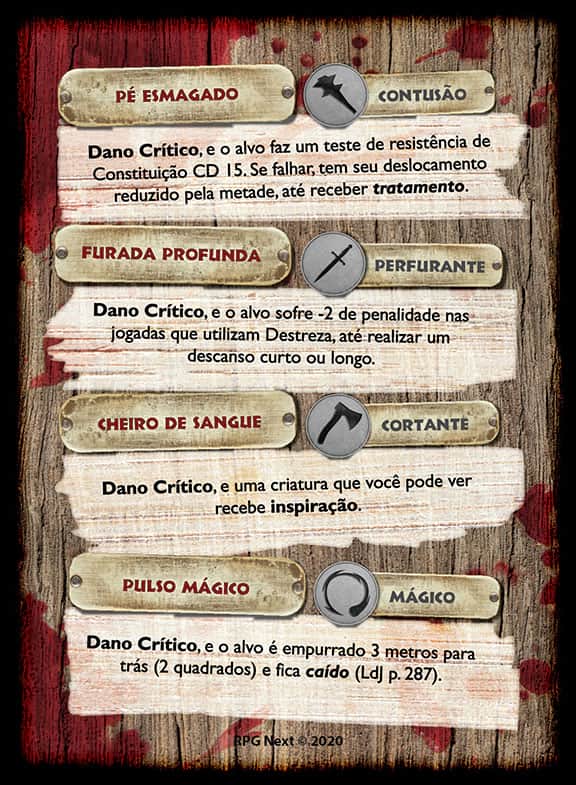 PÉ ESMAGADO
CONTUSÃO
Dano Crítico, e o alvo faz um teste de resistência de
Constituição CD 15. Se falhar, tem seu deslocamento
reduzido pela metade, até receber tratamento.
FURADA PROFUNDA
PERFURANTE
Dano Crítico, e o alvo sofre -2 de penalidade nas
jogadas que utilizam Destreza, até realizar um
descanso curto ou longo.
CHEIRO DE SANGUE
CORTANTE
Dano Crítico, e uma criatura que você pode ver
recebe inspiração.
PULSO MÁGICO
MÁGICO
Dano Crítico, e o alvo é empurrado 3 metros para
trás (2 quadrados) e fica caído (LdJ p. 287).
RPG Next © 2020